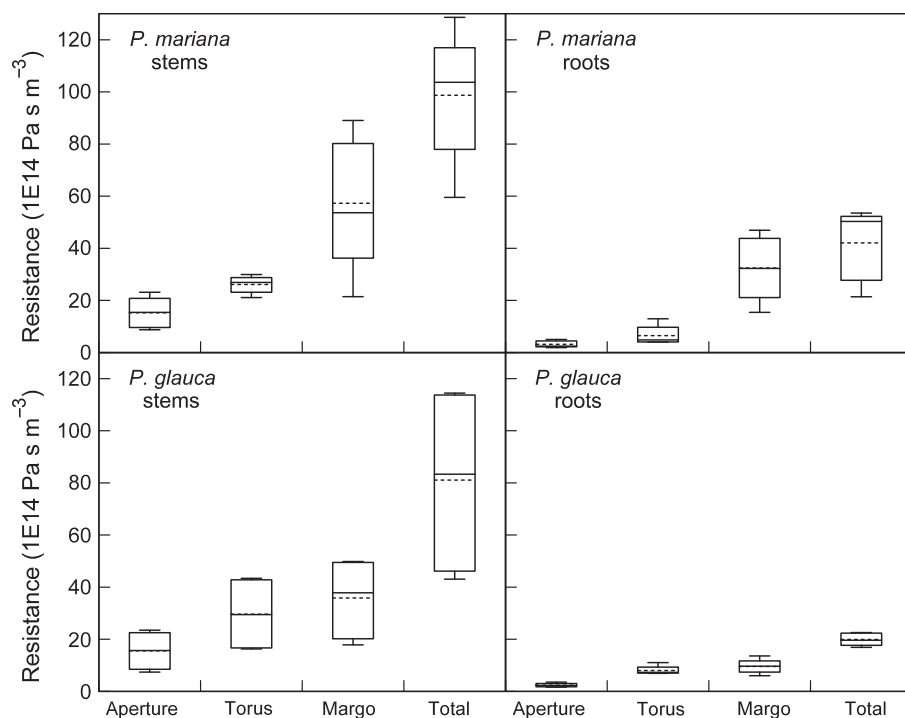 Resistance (1E14 Pa s m⁻³)
120
100
80
60
40
20
0
P. mariana
stems
P. mariana
roots
Resistance (1E14 Pa s m⁻³)
120
100
80
60
40
20
0
P. glauca
stems
P. glauca
roots
Aperture Torus Margo Total Aperture Torus Margo Total